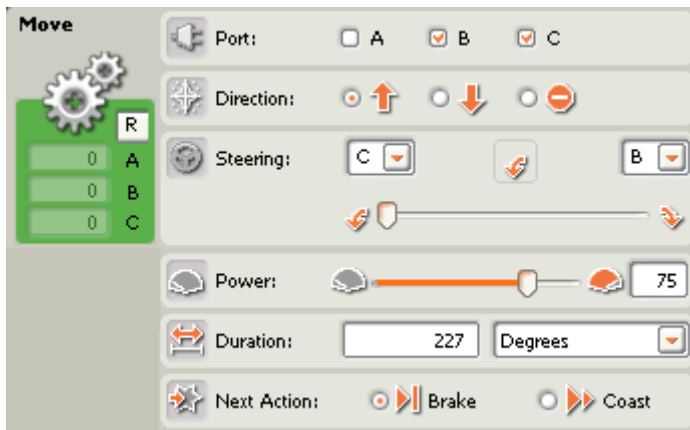 Move
Port: A B C
Direction:
R
0 A
0 B
0 C
Steering: C B
Power: 75
Duration: 227 Degrees
Next Action: Brake Coast